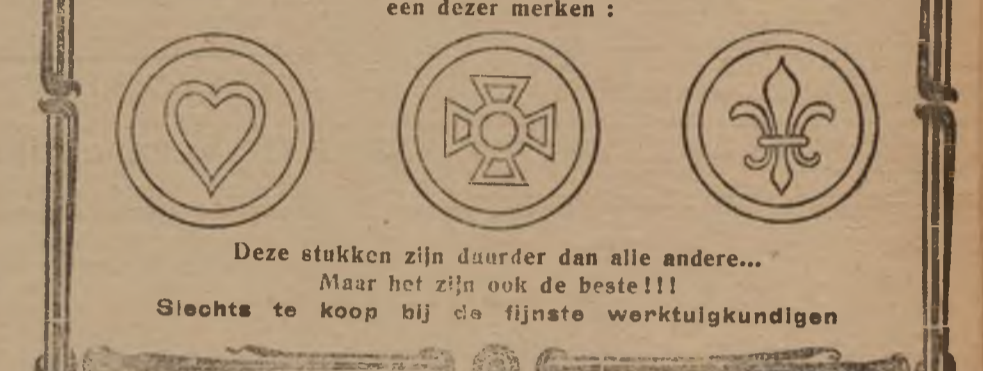 een dezer merken :
Deze stukken zijn duurder dan alle andere...
Maar het zijn ook de beste!!!
Slechts te koop bij de fijnste werktuigkundigen